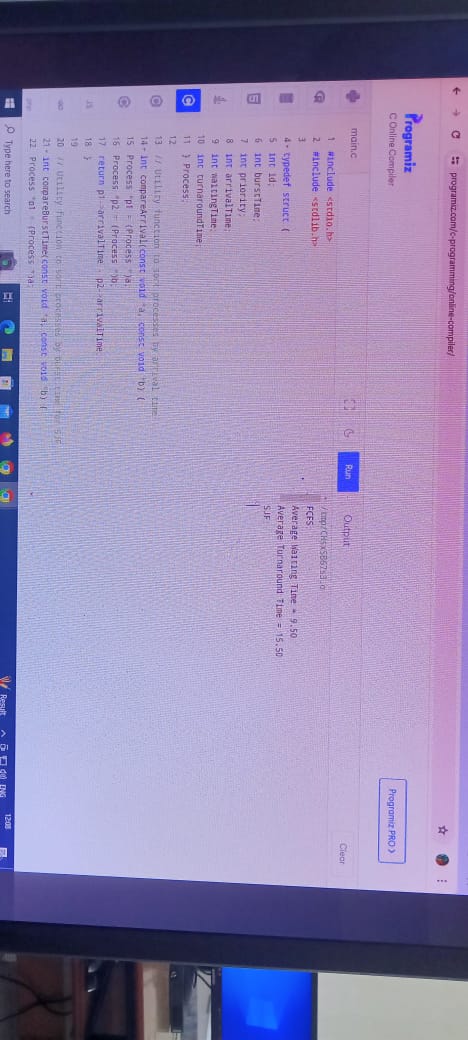 programiz.com/c-programming/online-compiler/
Programiz
C Online Compiler
Programiz PRO >
main.c
Run
Output
Clear
1 #include <stdio.h>
2 #include <stdlib.h>
3
4 typedef struct {
5 int id;
6 int burstTime;
7 int priority;
8 int arrivalTime;
9 int waitingTime;
10 int turnaroundTime;
11 } Process;
12
13 // Utility function to sort processes by arrival time
14 int compareArrival(const void *a, const void *b) {
15 Process *p1 = (Process *)a;
16 Process *p2 = (Process *)b;
17 return p1->arrivalTime - p2->arrivalTime;
18 }
19
20 // Utility function to sort processes by burst time for SJF
21 int compareBurstTime(const void *a, const void *b) {
22 Process *p1 = (Process *)a;
FCFS:
Average Waiting Time = 9.50
Average Turnaround Time = 15.50
SJF
JS
GO
php
Type here to search
Result
ENG
12:08